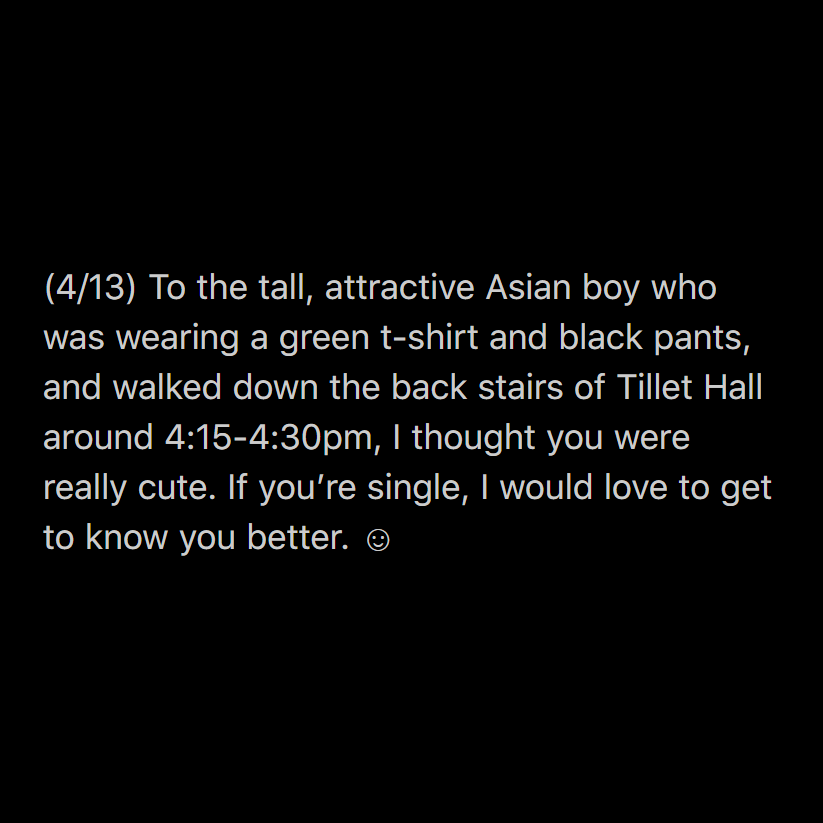 (4/13) To the tall, attractive Asian boy who
was wearing a green t-shirt and black pants,
and walked down the back stairs of Tillet Hall
around 4:15-4:30pm, I thought you were
really cute. If you’re single, I would love to get
to know you better. ☺